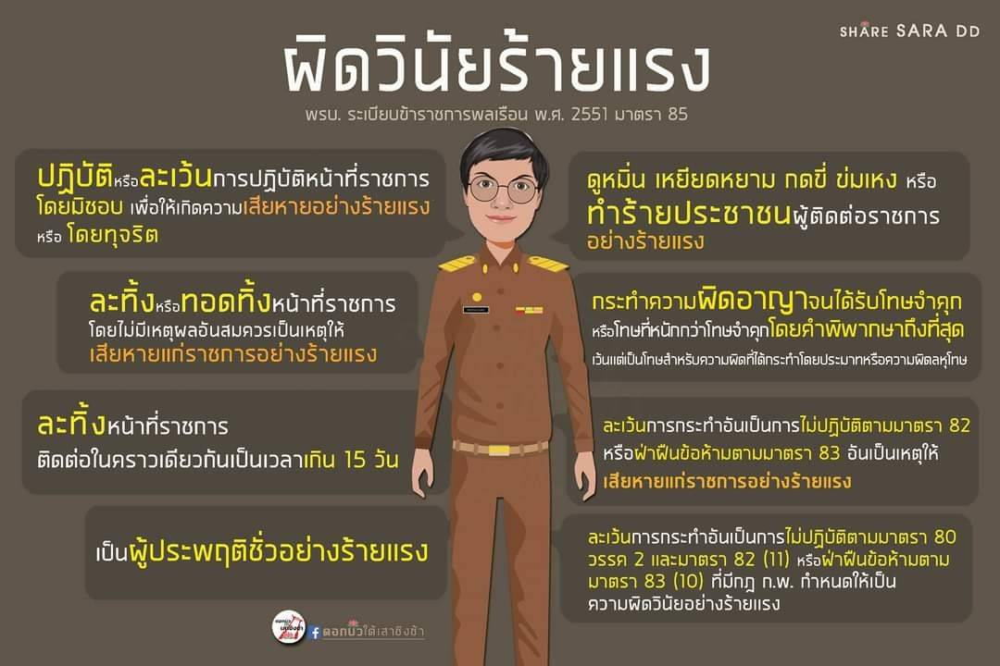 SHARE SARA DD
ผิดวินัยร้ายแรง
พรบ. ระเบียบข้าราชการพลเรือน พ.ศ. 2551 มาตรา 85
ปฏิบัติหรือละเว้นการปฏิบัติหน้าที่ราชการ
โดยมิชอบ เพื่อให้เกิดความเสียหายอย่างร้ายแรง
หรือ โดยทุจริต
ละทิ้งหรือทอดทิ้งหน้าที่ราชการ
โดยไม่มีเหตุผลอันสมควรเป็นเหตุให้
เสียหายแก่ราชการอย่างร้ายแรง
ละทิ้งหน้าที่ราชการ
ติดต่อในคราวเดียวกันเป็นเวลาเกิน 15 วัน
เป็นผู้ประพฤติชั่วอย่างร้ายแรง
ดูหมิ่น เหยียดหยาม กดขี่ ข่มเหง หรือ
ทำร้ายประชาชนผู้ติดต่อราชการ
อย่างร้ายแรง
กระทำความผิดอาญาจนได้รับโทษจำคุก
หรือโทษที่หนักกว่าโทษจำคุกโดยคำพิพากษาถึงที่สุด
เว้นแต่เป็นโทษสำหรับความผิดที่ได้กระทำโดยประมาทหรือความผิดลหุโทษ
ละเว้นการกระทำอันเป็นการไม่ปฏิบัติตามมาตรา 82
หรือฝ่าฝืนข้อห้ามตามมาตรา 83 อันเป็นเหตุให้
เสียหายแก่ราชการอย่างร้ายแรง
ละเว้นการกระทำอันเป็นการไม่ปฏิบัติตามมาตรา 80
วรรค 2 และมาตรา 82 (11) หรือฝ่าฝืนข้อห้ามตาม
มาตรา 83 (10) ที่มีกฎ ก.พ. กำหนดให้เป็น
ความผิดวินัยอย่างร้ายแรง
ดอกบัวใต้เสาชิงช้า